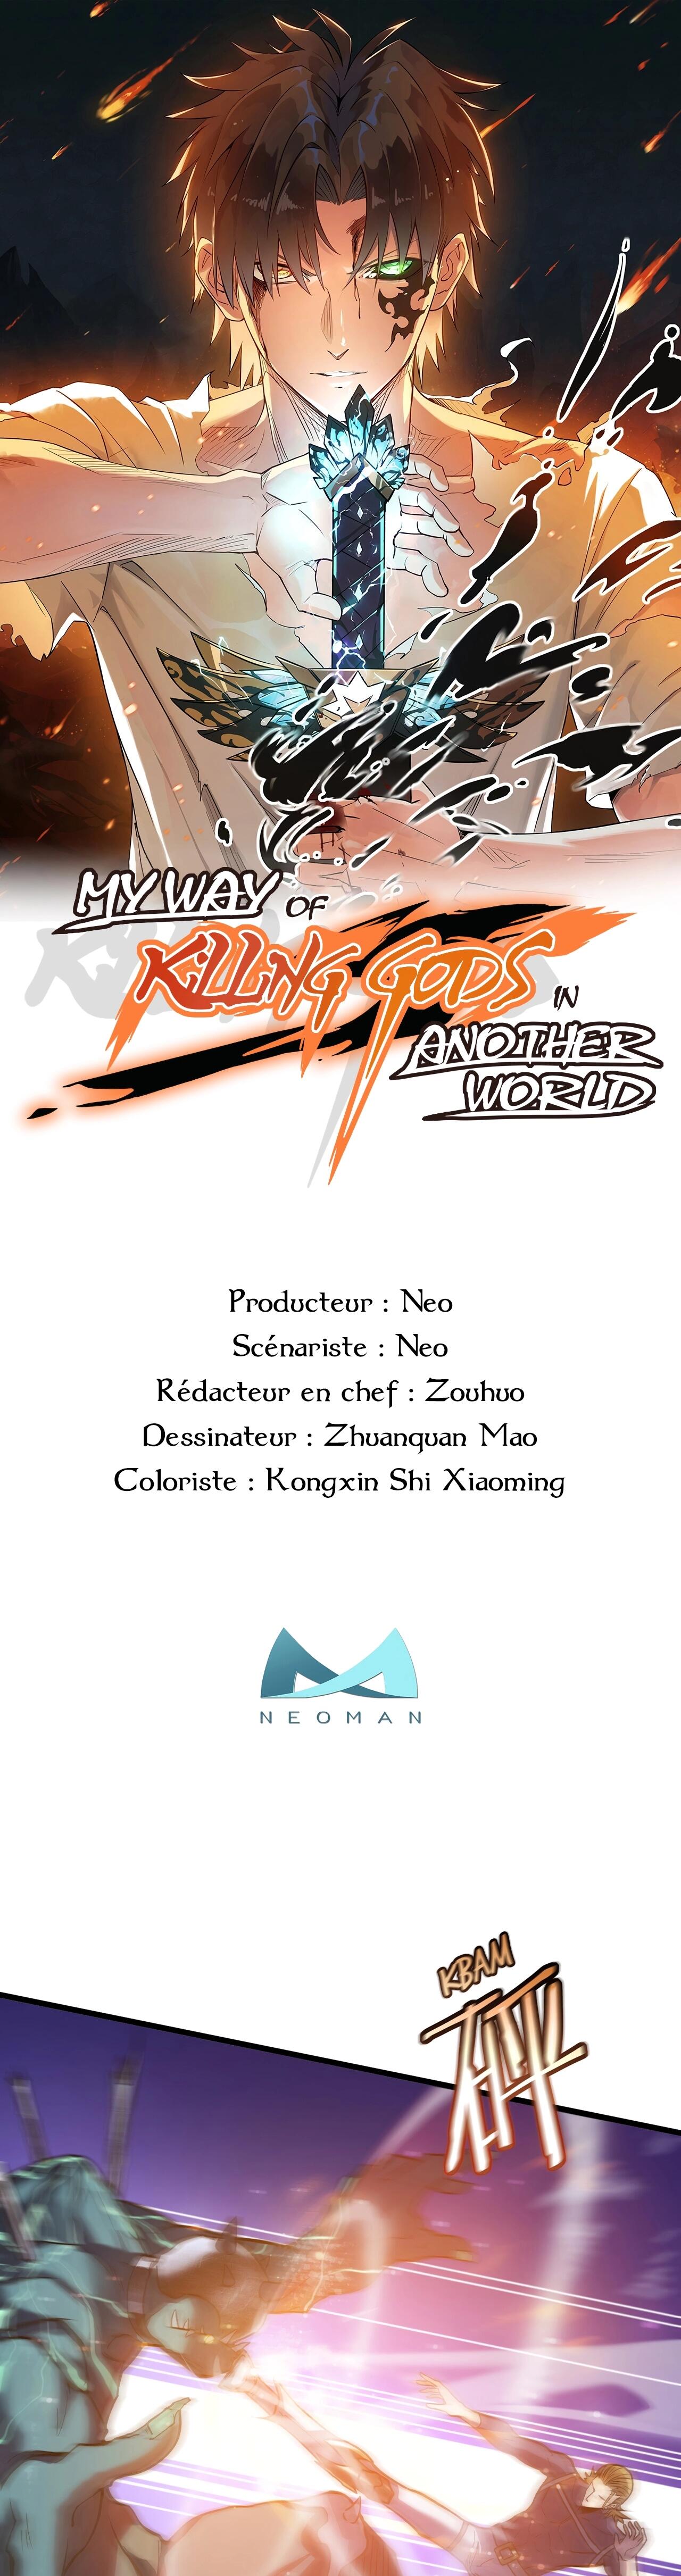 MY WAY OF
KILLING GODS IN
ANOTHER
WORLD
Producteur : Neo
Scénariste : Neo
Rédacteur en chef : Zouhuo
Dessinateur : Zhuanquan Mao
Coloriste : Kongxin Shi Xiaoming
NEOMAN
KBAM
砰